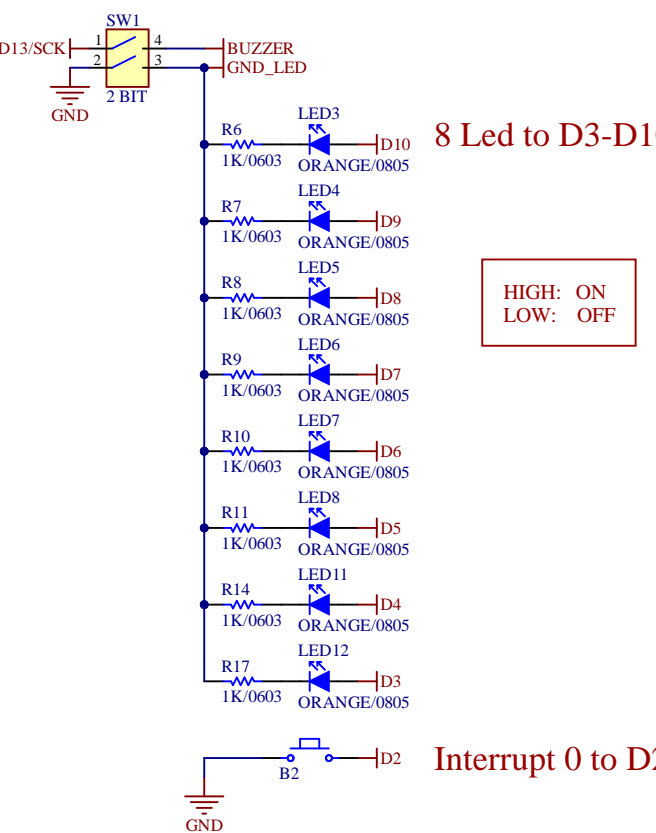 SW1
D13/SCK 1 4 BUZZER
2 3 GND_LED
2 BIT
GND
LED3
R6 D10 8 Led to D3-D10
1K/0603 ORANGE/0805
LED4
R7 D9
1K/0603 ORANGE/0805
LED5
R8 D8
1K/0603 ORANGE/0805
HIGH: ON
LOW: OFF
LED6
R9 D7
1K/0603 ORANGE/0805
LED7
R10 D6
1K/0603 ORANGE/0805
LED8
R11 D5
1K/0603 ORANGE/0805
LED11
R14 D4
1K/0603 ORANGE/0805
LED12
R17 D3
1K/0603 ORANGE/0805
B2 D2 Interrupt 0 to D2
GND